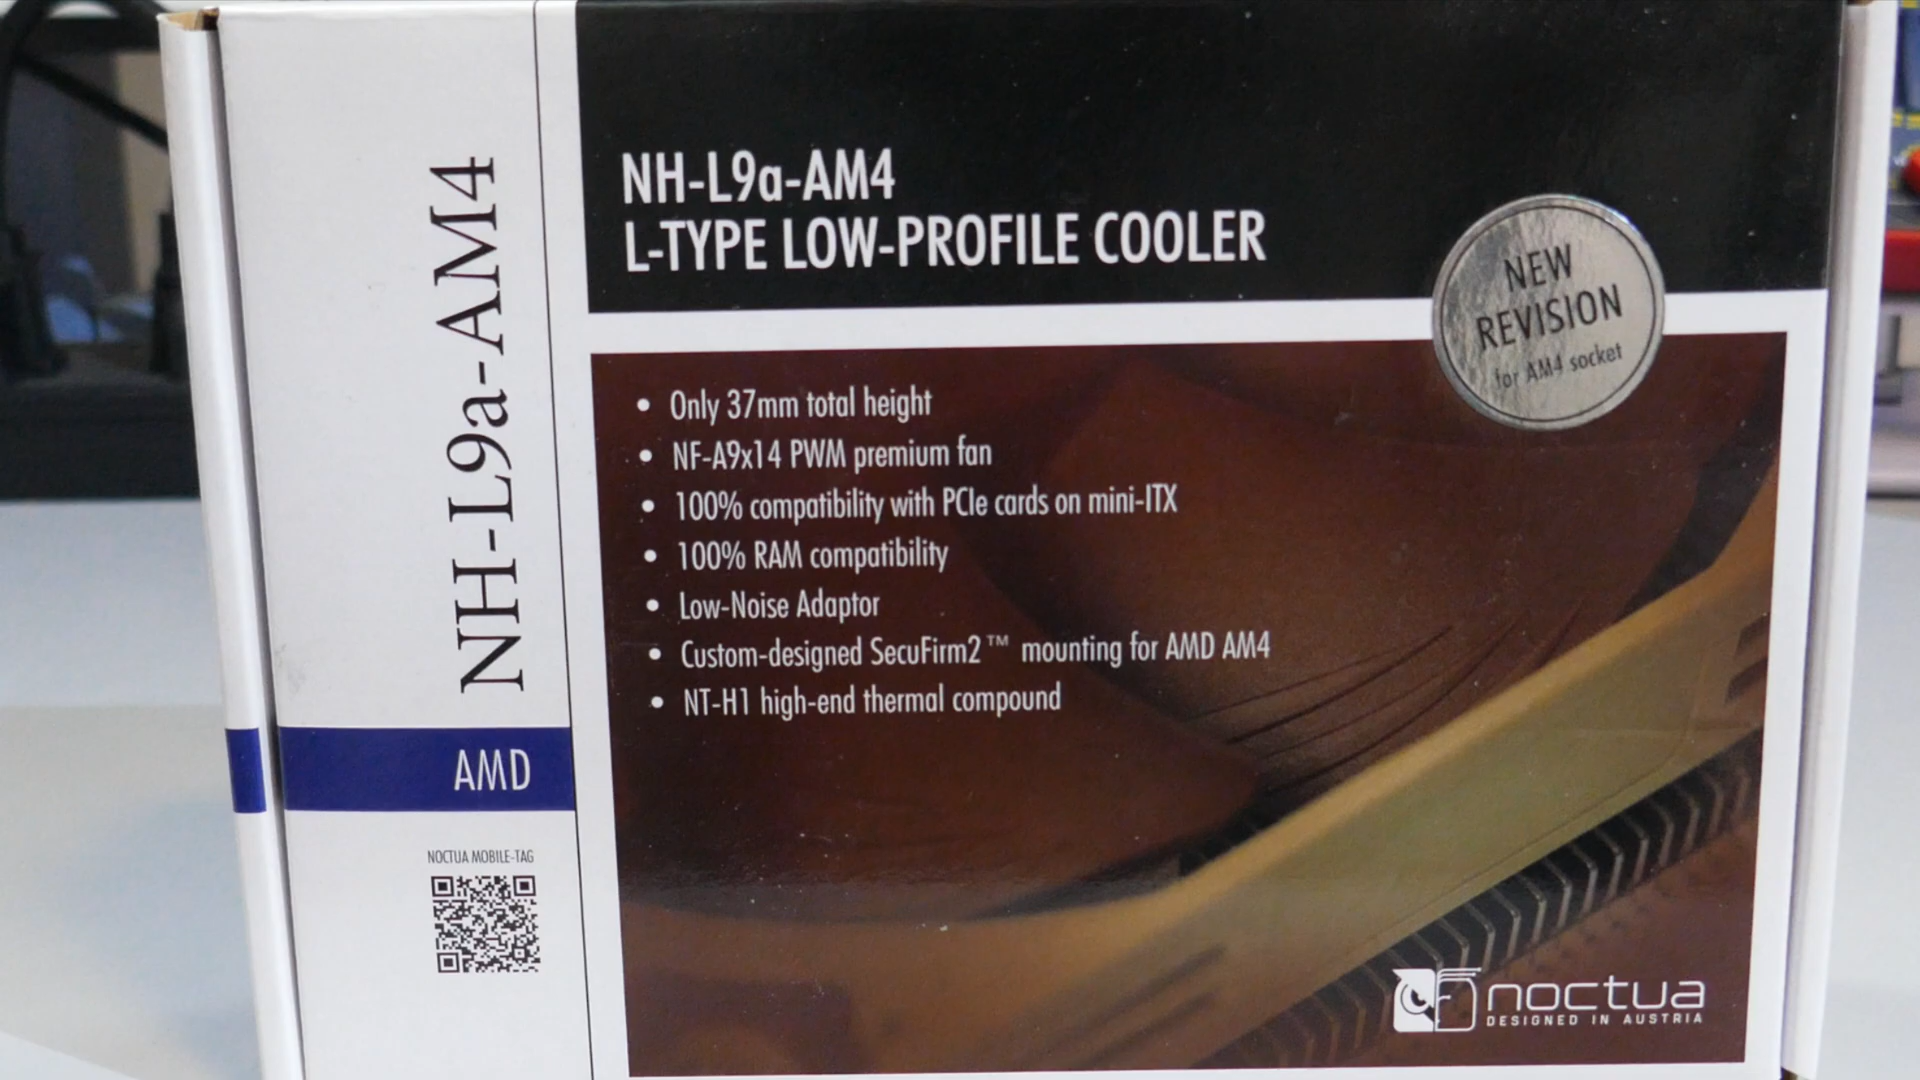 NH-L9a-AM4
AMD
NOCTUA MOBILE-TAG
NH-L9a-AM4
L-TYPE LOW-PROFILE COOLER
NEW
REVISION
for AM4 socket
• Only 37mm total height
• NF-A9x14 PWM premium fan
• 100% compatibility with PCIe cards on mini-ITX
• 100% RAM compatibility
• Low-Noise Adaptor
• Custom-designed SecuFirm2™ mounting for AMD AM4
• NT-H1 high-end thermal compound
noctua
DESIGNED IN AUSTRIA